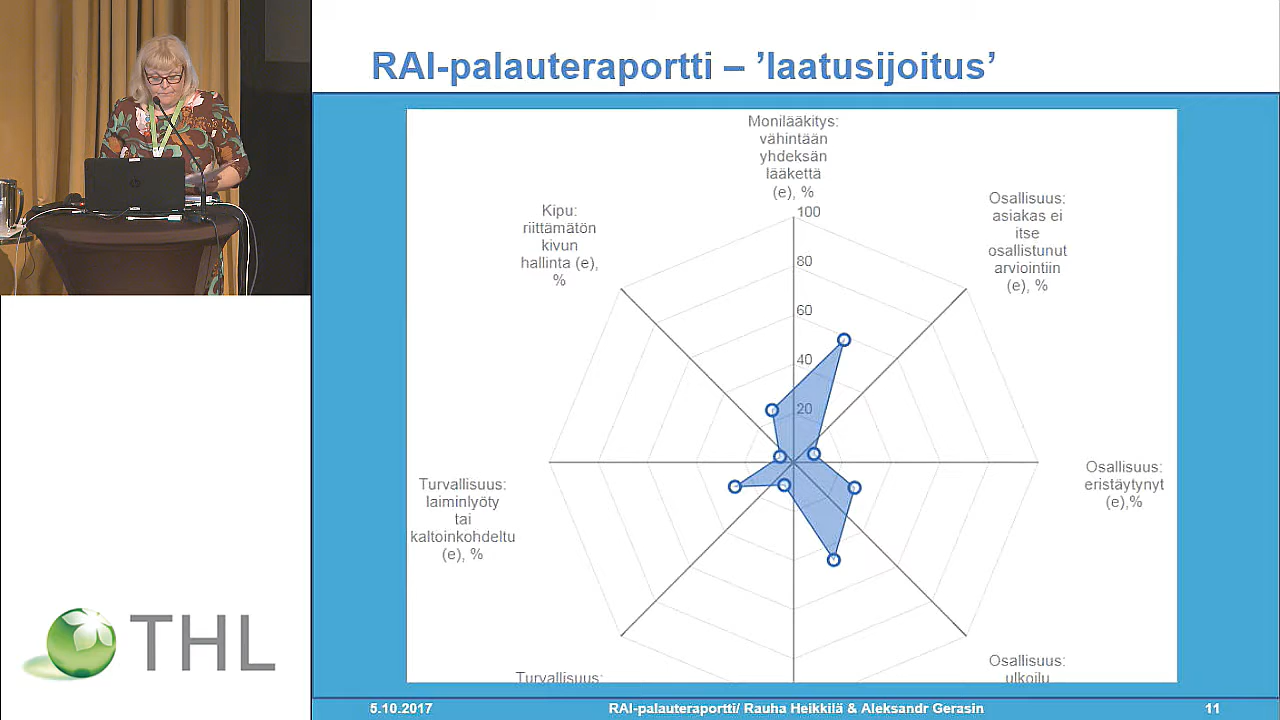 RAI-palauteraportti – ’laatusijoitus’
Monilääkitys:
vähintään
yhdeksän
lääkettä
(e), %
Osallisuus:
asiakas ei
itse
osallistunut
arviointiin
(e), %
Kipu:
riittämätön
kivun
hallinta (e),
%
100
80
60
40
20
Osallisuus:
eristäytynyt
(e),%
Turvallisuus:
laiminlyöty
tai
kaltoinkohdeltu
(e), %
Turvallisuus:
Osallisuus:
ulkoilu
THL
5.10.2017
RAI-palauteraportti/ Rauha Heikkilä & Aleksandr Gerasin
11